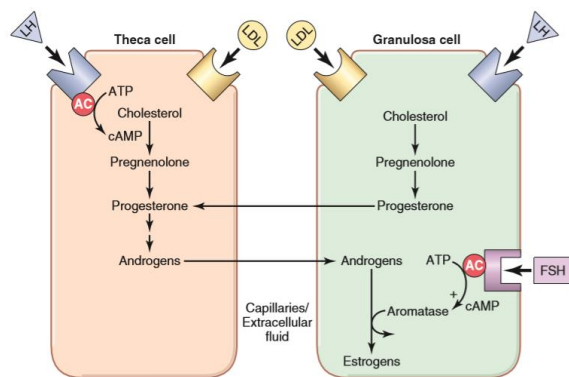 LH
Theca cell
LDL
LDL
Granulosa cell
LH
AC
ATP
cAMP
Cholesterol
Pregnenolone
Progesterone
Androgens
Cholesterol
Pregnenolone
Progesterone
Androgens
ATP
AC
FSH
+
cAMP
Aromatase
Estrogens
Capillaries/
Extracellular
fluid